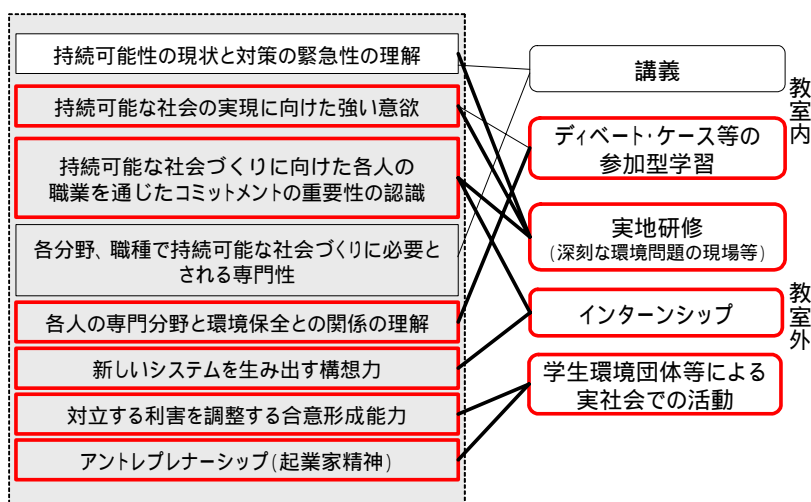 持続可能性の現状と対策の緊急性の理解
持続可能な社会の実現に向けた強い意欲
持続可能な社会づくりに向けた各人の
職業を通じたコミットメントの重要性の認識
各分野、職種で持続可能な社会づくりに必要と
される専門性
各人の専門分野と環境保全との関係の理解
新しいシステムを生み出す構想力
対立する利害を調整する合意形成能力
アントレプレナーシップ(起業家精神)
講義
ディベート・ケース等の
参加型学習
実地研修
(深刻な環境問題の現場等)
インターンシップ
学生環境団体等による
実社会での活動
教室内
教室外